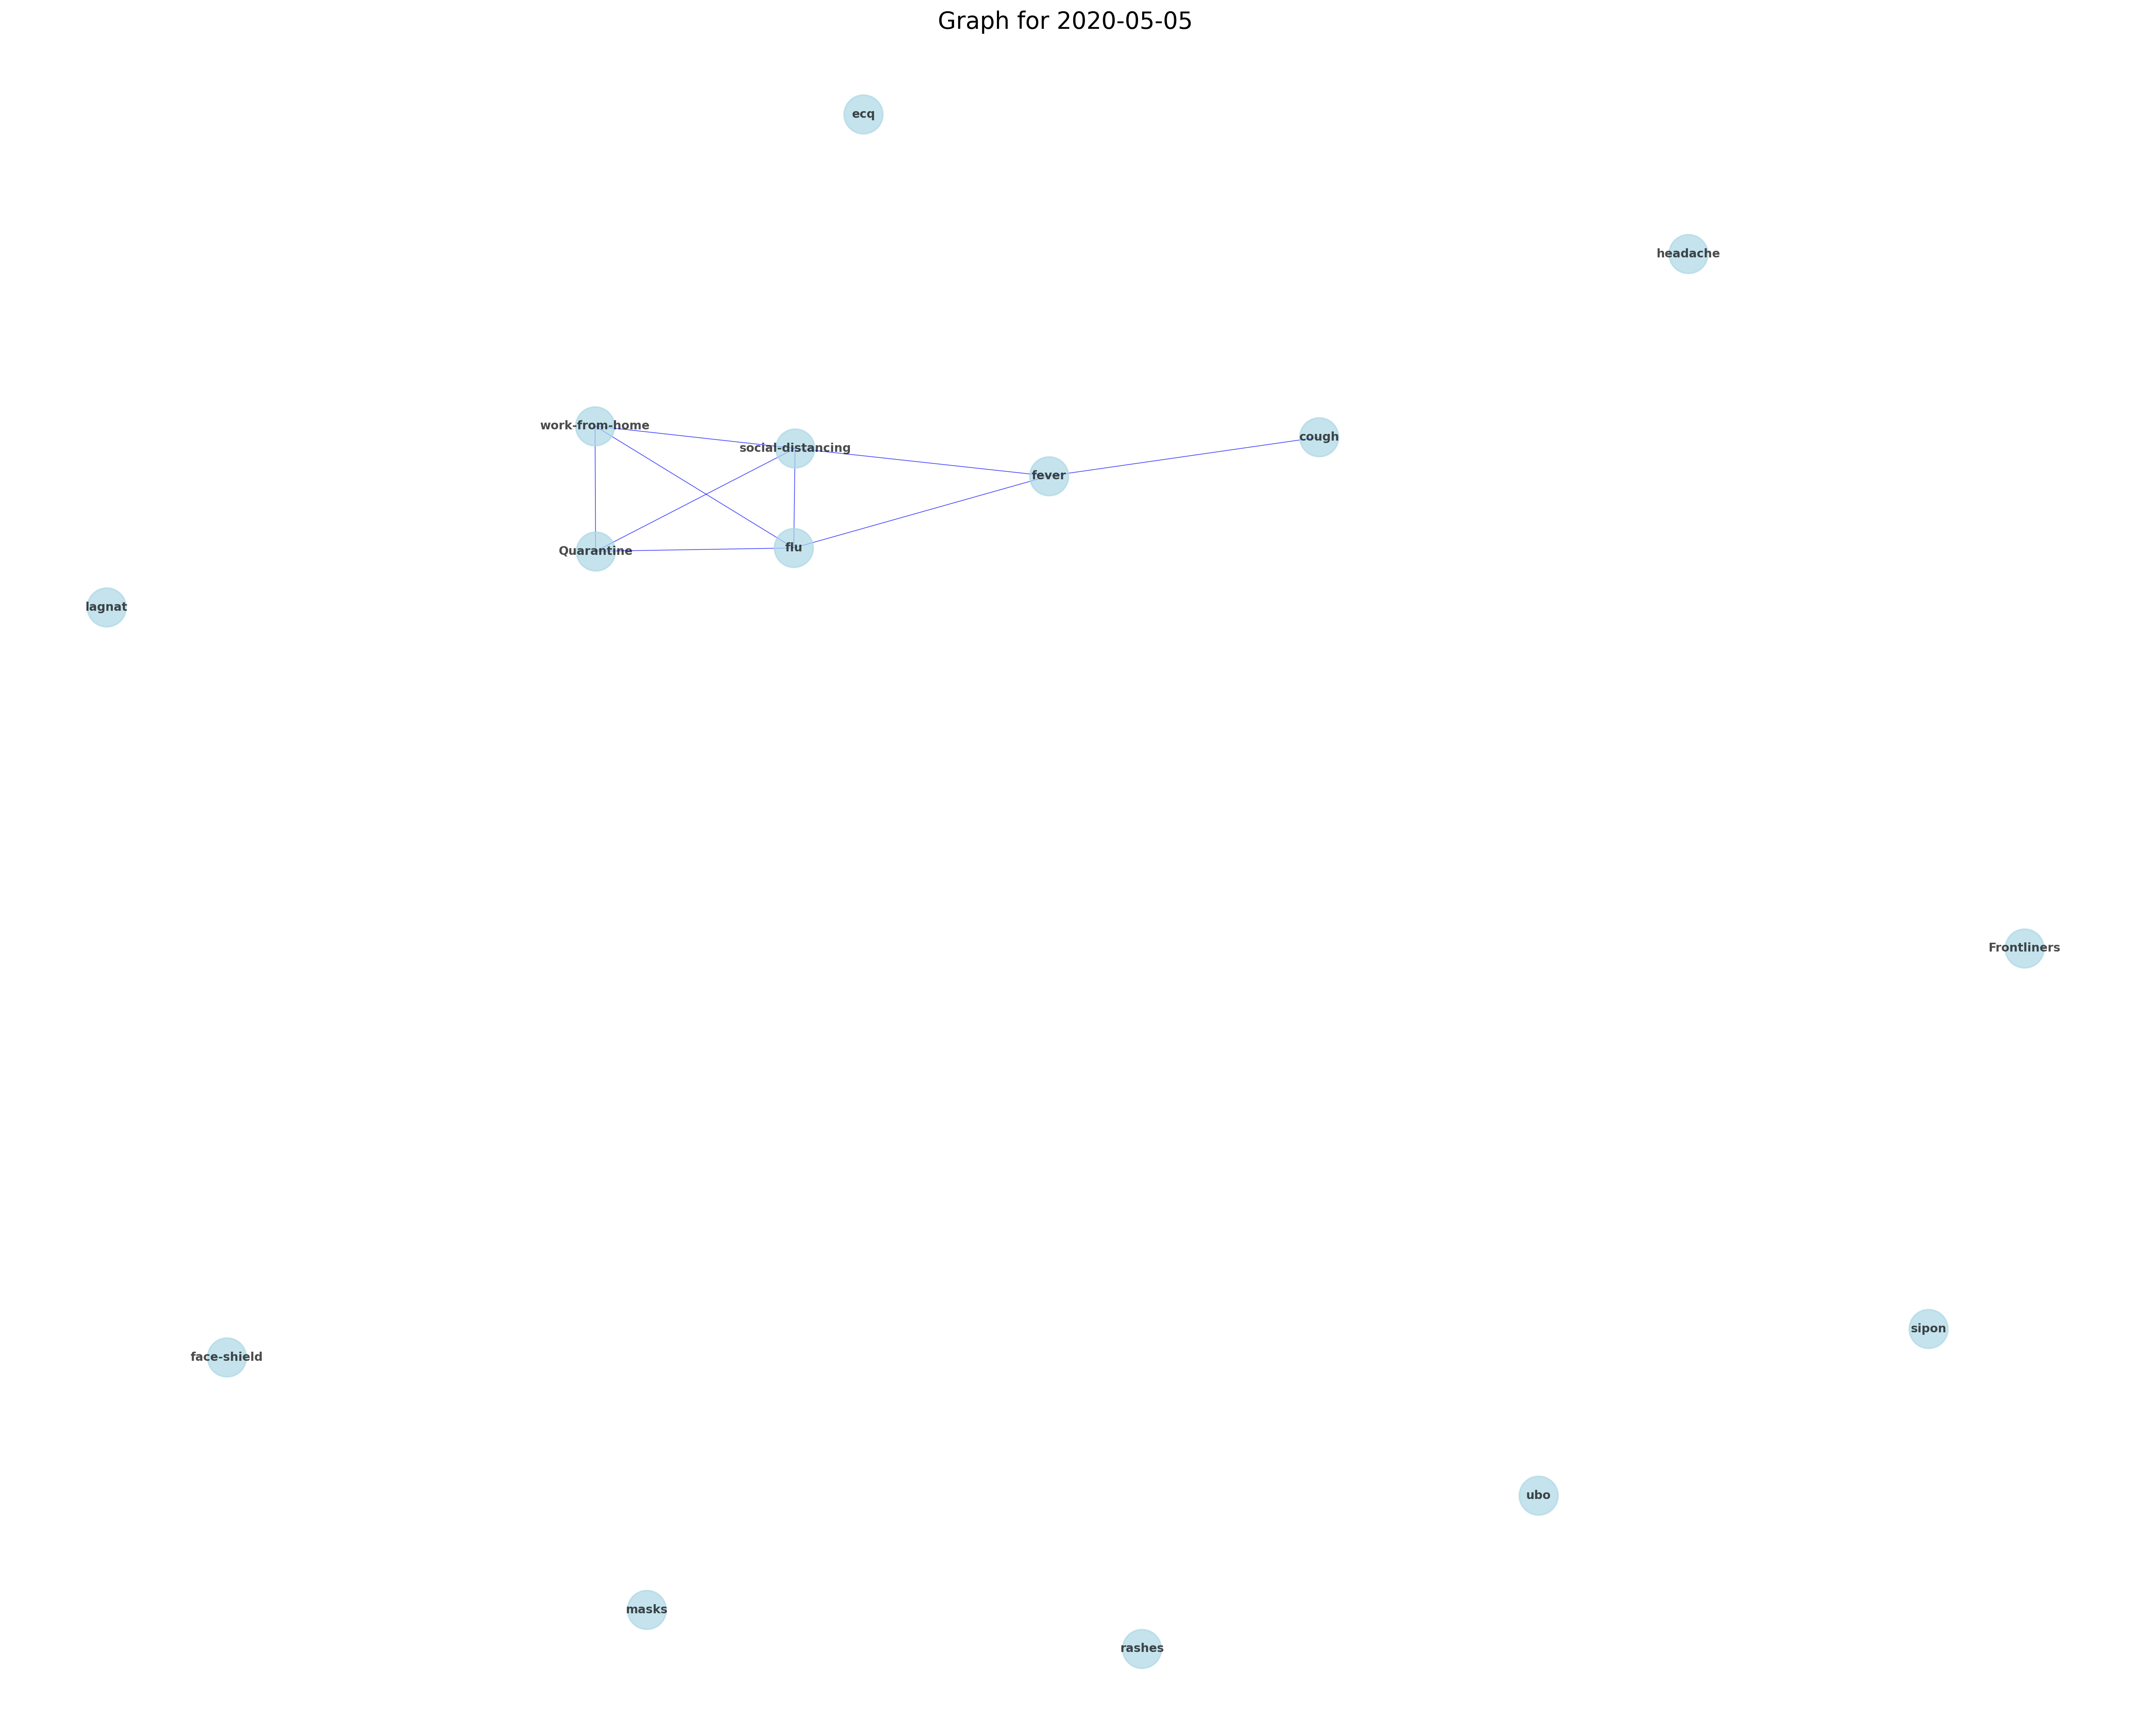 Graph for 2020-05-05
ecq
headache
work-from-home
social-distancing
cough
fever
Quarantine
flu
lagnat
Frontliners
sipon
face-shield
ubo
masks
rashes